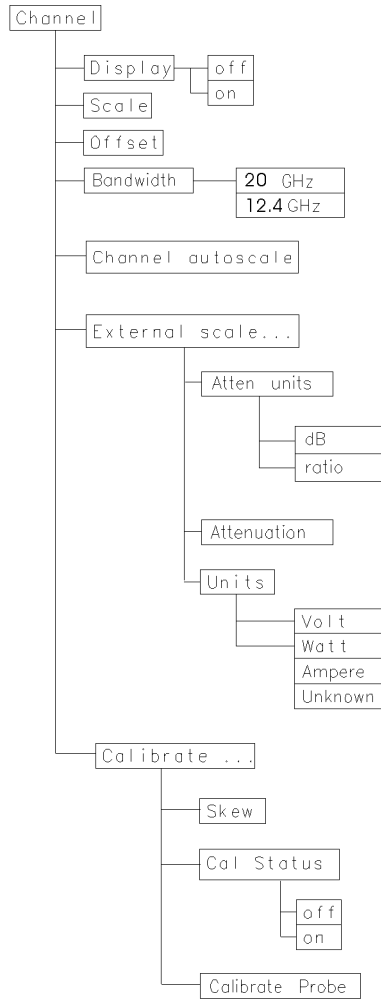 Channel
Display
off
on
Scale
Offset
Bandwidth
20 GHz
12.4 GHz
Channel autoscale
External scale...
Atten units
dB
ratio
Attenuation
Units
Volt
Watt
Ampere
Unknown
Calibrate ...
Skew
Cal Status
off
on
Calibrate Probe